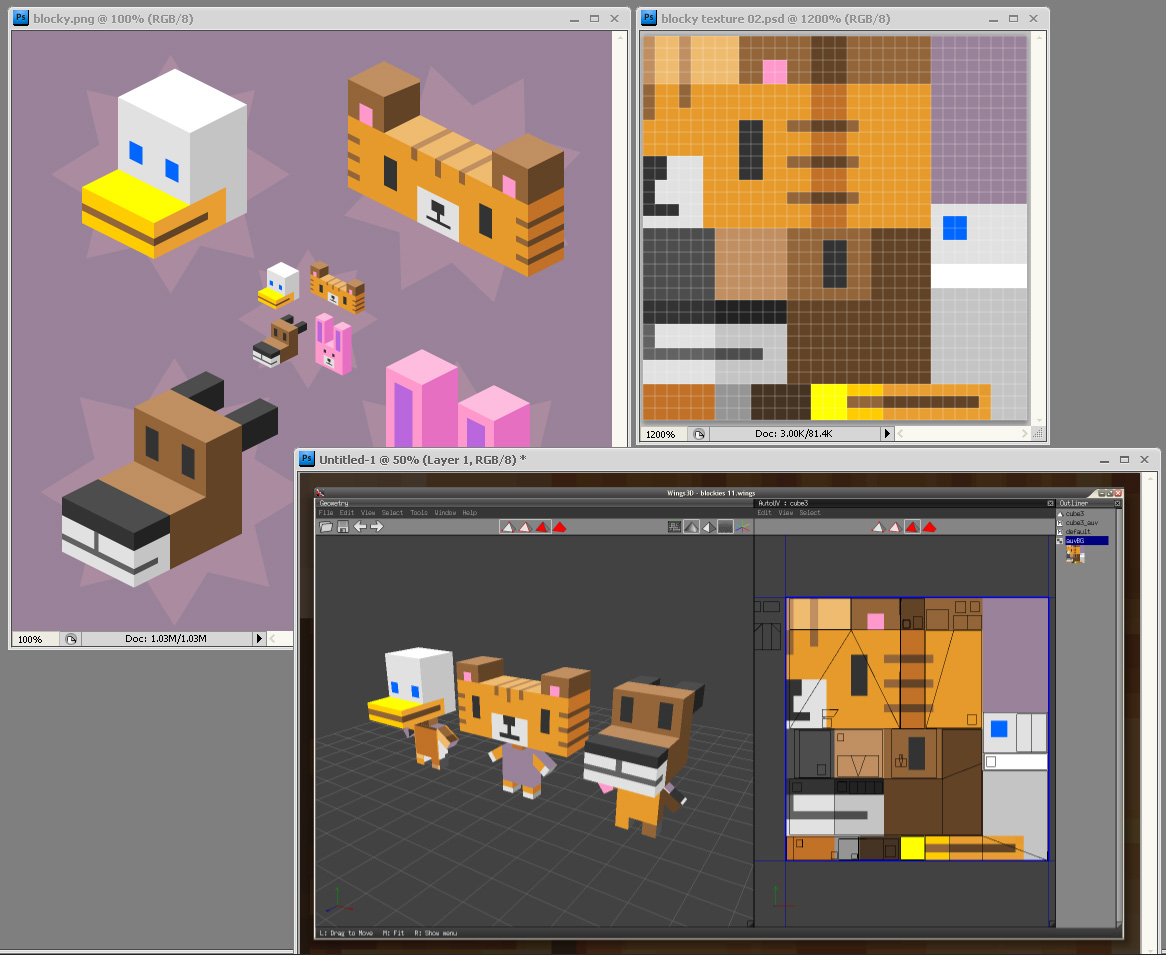 Ps blocky.png @ 100% (RGB/8)
Ps blocky texture 02.psd @ 1200% (RGB/8)
1200% Doc: 3.00K/81.4K
Ps Untitled-1 @ 50% (Layer 1, RGB/8) *
Wings3D - blockies 11.wings
Geometry
AutoUV : cube3
Outliner
File Edit View Select Tools Window Help
Edit View Select
cube3
cube3_auv
default
auvBG
100% Doc: 1.03M/1.03M
L: Drag to Move M: Fit R: Show menu